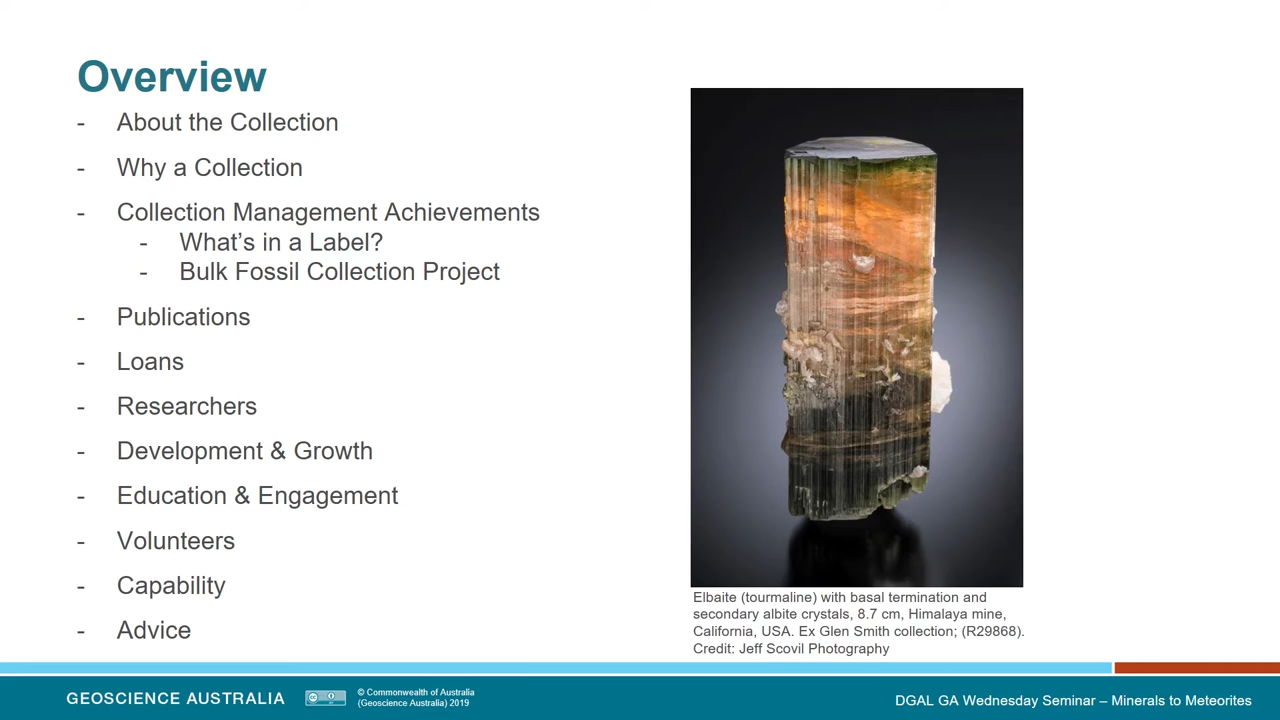 Overview
- About the Collection
- Why a Collection
- Collection Management Achievements
- What’s in a Label?
- Bulk Fossil Collection Project
- Publications
- Loans
- Researchers
- Development & Growth
- Education & Engagement
- Volunteers
- Capability
- Advice
Elbaite (tourmaline) with basal termination and
secondary albite crystals, 8.7 cm, Himalaya mine,
California, USA. Ex Glen Smith collection; (R29868).
Credit: Jeff Scovil Photography
GEOSCIENCE AUSTRALIA
© Commonwealth of Australia
(Geoscience Australia) 2019
DGAL GA Wednesday Seminar – Minerals to Meteorites